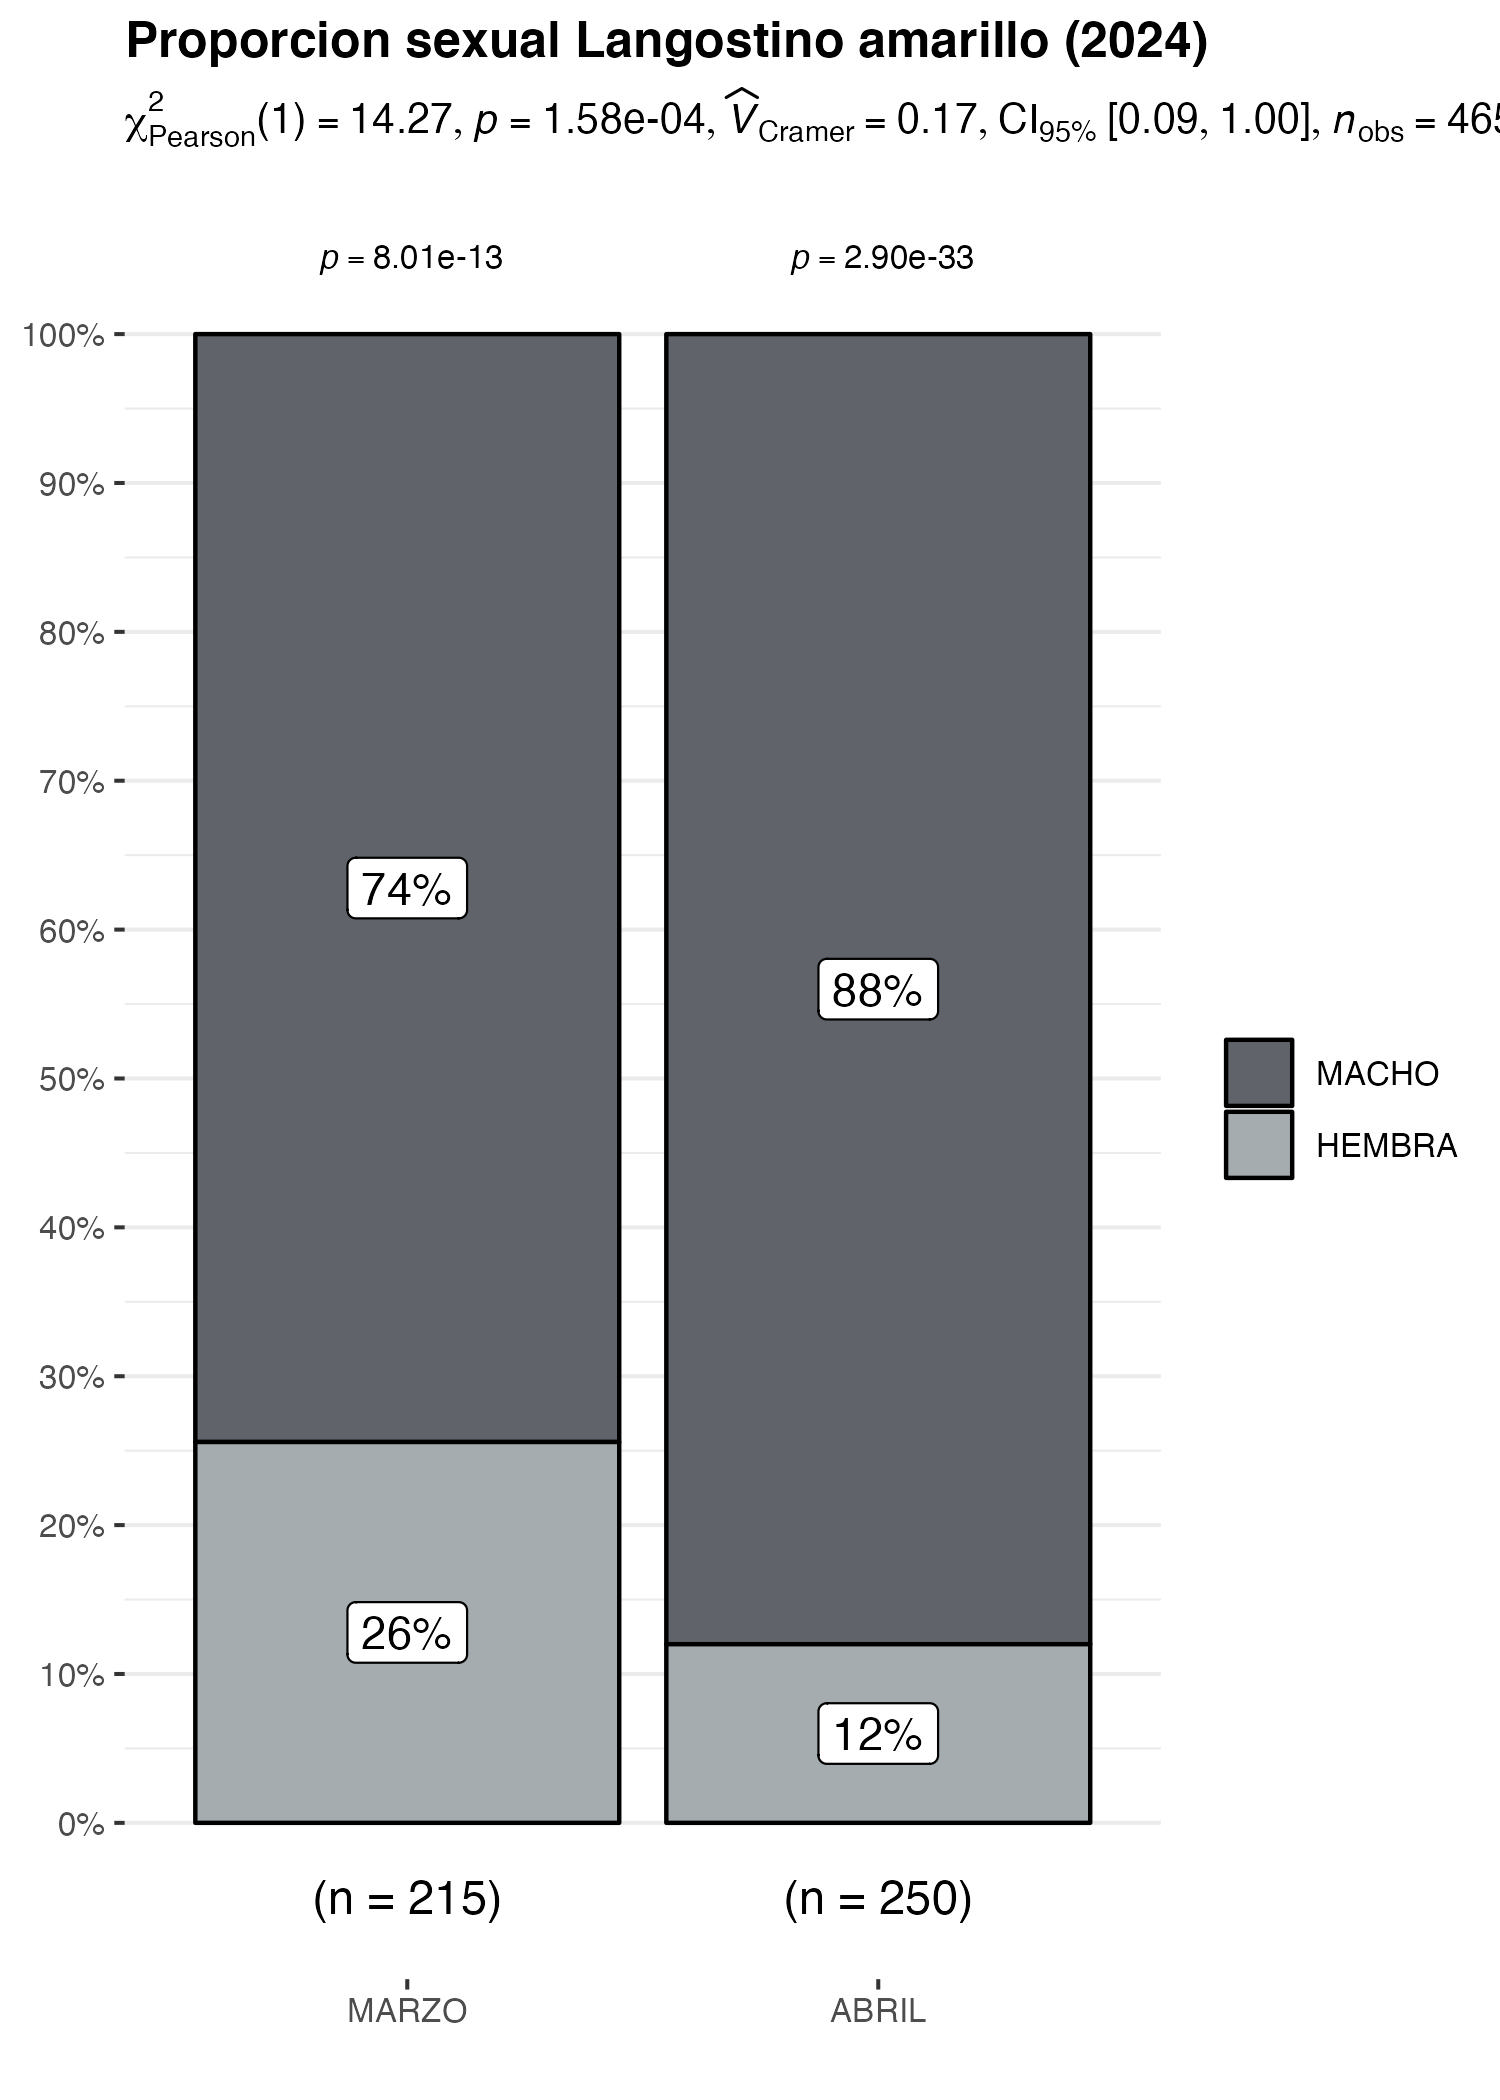 Proporcion sexual Langostino amarillo (2024)
χ²Pearson(1) = 14.27, p = 1.58e-04, V̂Cramer = 0.17, CI95% [0.09, 1.00], nobs = 465
p = 8.01e-13 p = 2.90e-33
100%
90%
80%
70%
74%
60%
88%
50%
MACHO
HEMBRA
40%
30%
20%
26%
10%
12%
0%
(n = 215) (n = 250)
MARZO ABRIL